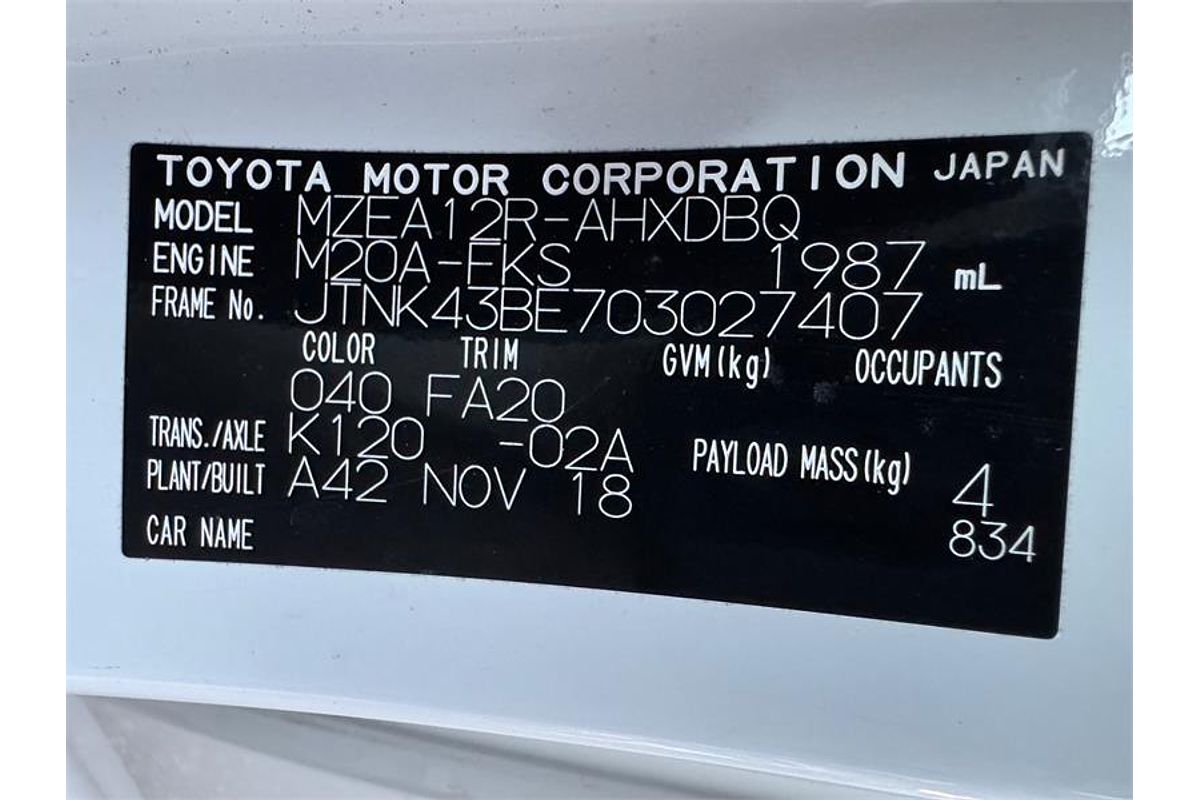 TOYOTA MOTOR CORPORATION JAPAN
MODEL MZEA12R-AHXDBQ
ENGINE M20A-FKS 1987 mL
FRAME No. JTNK43BE703027407
COLOR TRIM GVM(kg) OCCUPANTS
040 FA20
TRANS./AXLE K120 -02A PAYLOAD MASS(kg)
PLANT/BUILT A42 NOV 18 4
CAR NAME 834